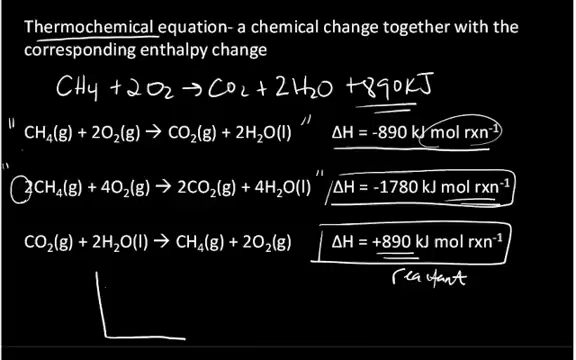 Thermochemical equation- a chemical change together with the
corresponding enthalpy change
CH4 + 2O2 → CO2 + 2H2O + 890kJ
" CH₄(g) + 2O₂(g) → CO₂(g) + 2H₂O(l) " ΔH = -890 kJ mol rxn⁻¹
" 2CH₄(g) + 4O₂(g) → 2CO₂(g) + 4H₂O(l) " ΔH = -1780 kJ mol rxn⁻¹
CO₂(g) + 2H₂O(l) → CH₄(g) + 2O₂(g) ΔH = +890 kJ mol rxn⁻¹
reactant